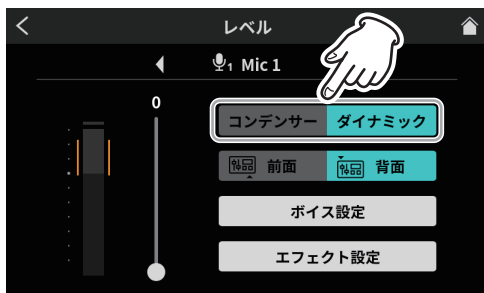 レベル
1 Mic 1
0
コンデンサー ダイナミック
前面 背面
ボイス設定
エフェクト設定